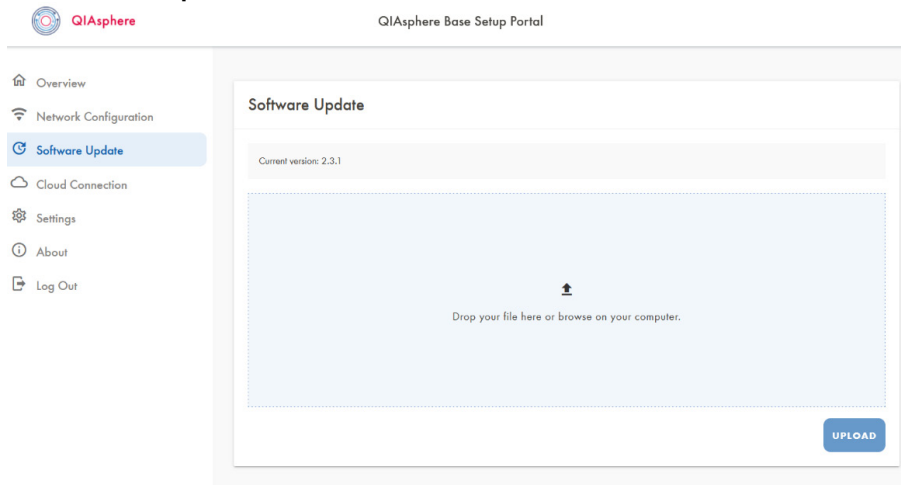 QIAsphere
QIAsphere Base Setup Portal
Overview
Network Configuration
Software Update
Cloud Connection
Settings
About
Log Out
Software Update
Current version: 2.3.1
Drop your file here or browse on your computer.
UPLOAD